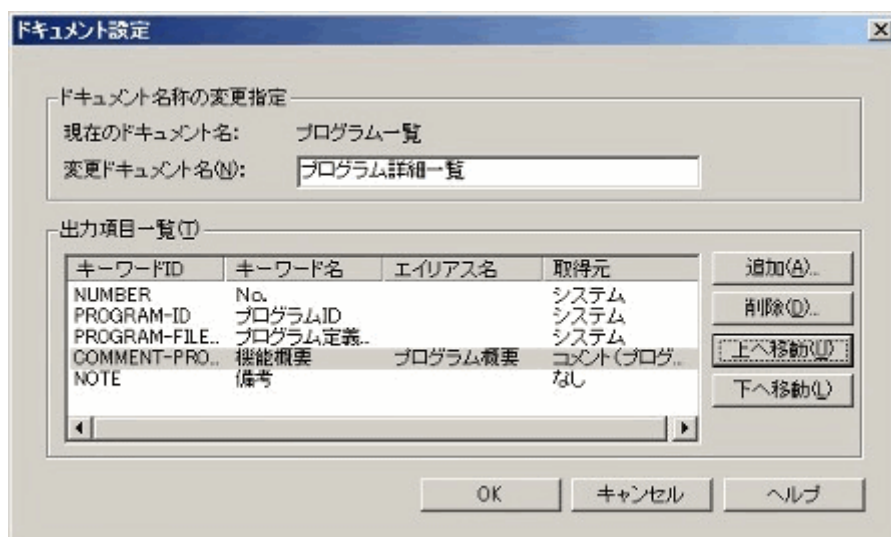 ドキュメント設定
ドキュメント名称の変更指定
現在のドキュメント名: プログラム一覧
変更ドキュメント名(N): プログラム詳細一覧
出力項目一覧(T)
キーワードID キーワード名 エイリアス名 取得元
NUMBER No. システム
PROGRAM-ID プログラムID システム
PROGRAM-FILE.. プログラム定義.. システム
COMMENT-PRO.. 機能概要 プログラム概要 コメント(プログ..
NOTE 備考 なし
追加(A)...
削除(D)...
上へ移動(U)
下へ移動(L)
OK キャンセル ヘルプ